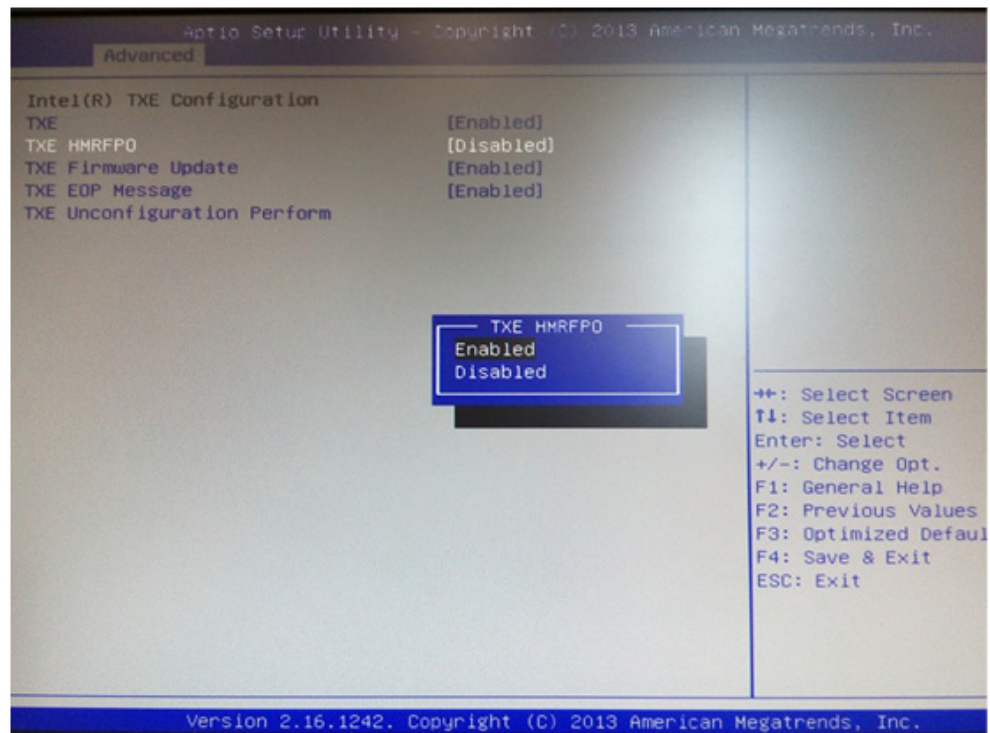 Aptio Setup Utility - Copyright (C) 2013 American Megatrends, Inc.
Advanced
Intel(R) TXE Configuration
TXE [Enabled]
TXE HMRFPO [Disabled]
TXE Firmware Update [Enabled]
TXE EOP Message [Enabled]
TXE Unconfiguration Perform
TXE HMRFPO
Enabled
Disabled
→←: Select Screen
↑↓: Select Item
Enter: Select
+/-: Change Opt.
F1: General Help
F2: Previous Values
F3: Optimized Defaul
F4: Save & Exit
ESC: Exit
Version 2.16.1242. Copyright (C) 2013 American Megatrends, Inc.